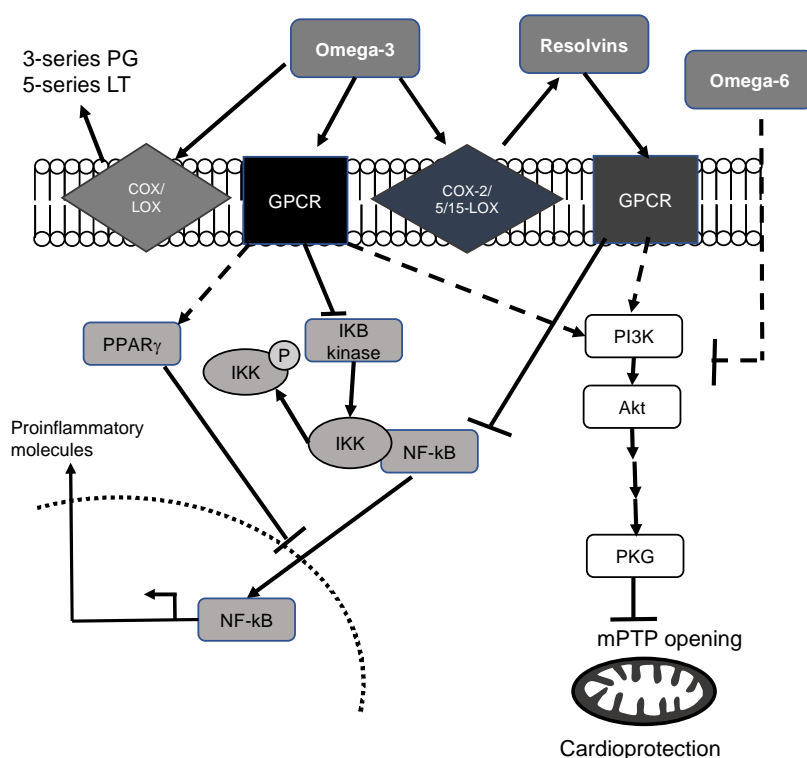 Omega-3
Resolvins
Omega-6
3-series PG
5-series LT
COX/
LOX
GPCR
COX-2/
5/15-LOX
GPCR
PPARγ
IKB
kinase
P
IKK
PI3K
Akt
IKK
NF-kB
Proinflammatory
molecules
PKG
NF-kB
mPTP opening
Cardioprotection